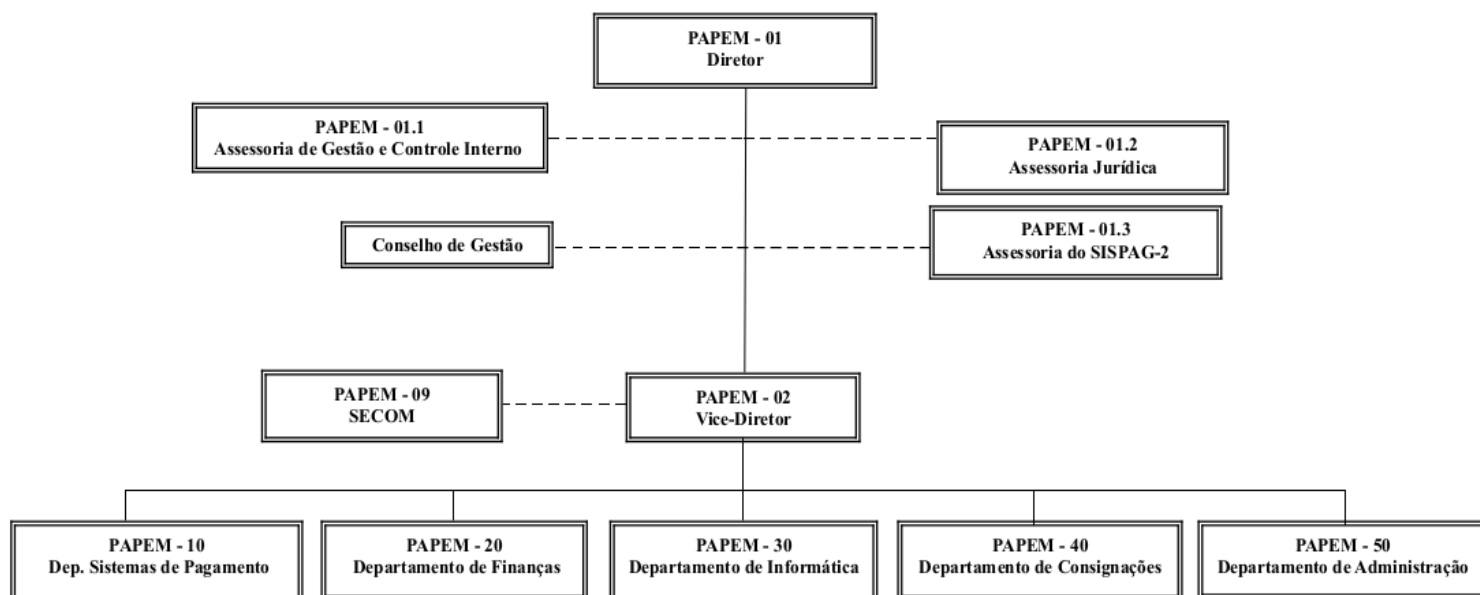 PAPEM - 01
Diretor
PAPEM - 01.1
Assessoria de Gestão e Controle Interno
PAPEM - 01.2
Assessoria Jurídica
Conselho de Gestão
PAPEM - 01.3
Assessoria do SISPAG-2
PAPEM - 09
SECOM
PAPEM - 02
Vice-Diretor
PAPEM - 10
Dep. Sistemas de Pagamento
PAPEM - 20
Departamento de Finanças
PAPEM - 30
Departamento de Informática
PAPEM - 40
Departamento de Consignações
PAPEM - 50
Departamento de Administração